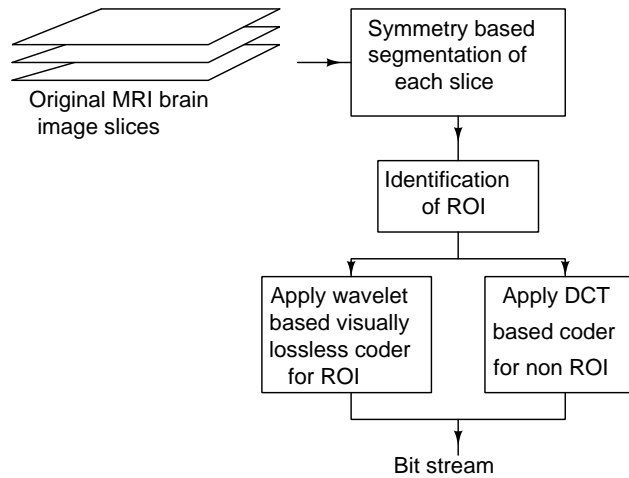 Symmetry based
segmentation of
each slice
Original MRI brain
image slices
Identification
of ROI
Apply wavelet
based visually
lossless coder
for ROI
Apply DCT
based coder
for non ROI
Bit stream